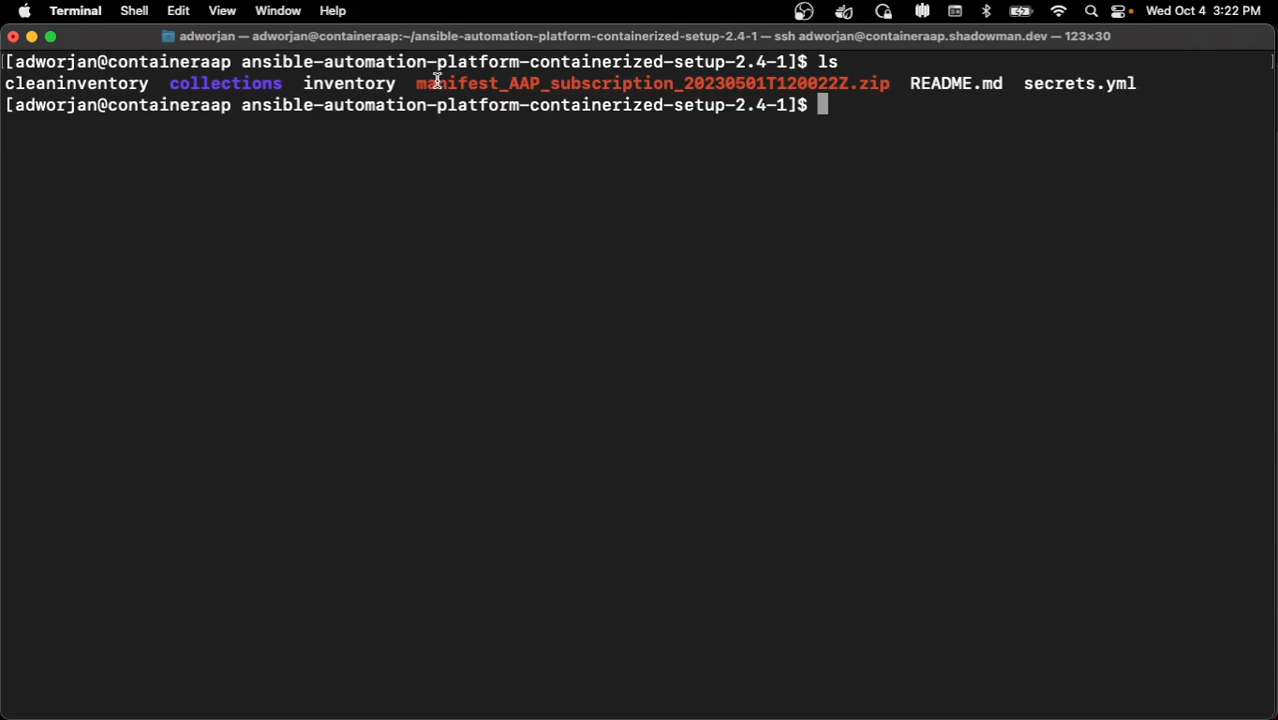 Terminal Shell Edit View Window Help Wed Oct 4 3:22 PM
adworjan — adworjan@containeraap:~/ansible-automation-platform-containerized-setup-2.4-1 — ssh adworjan@containeraap.shadowman.dev — 123×30
[adworjan@containeraap ansible-automation-platform-containerized-setup-2.4-1]$ ls
cleaninventory collections inventory manifest_AAP_subscription_20230501T120022Z.zip README.md secrets.yml
[adworjan@containeraap ansible-automation-platform-containerized-setup-2.4-1]$